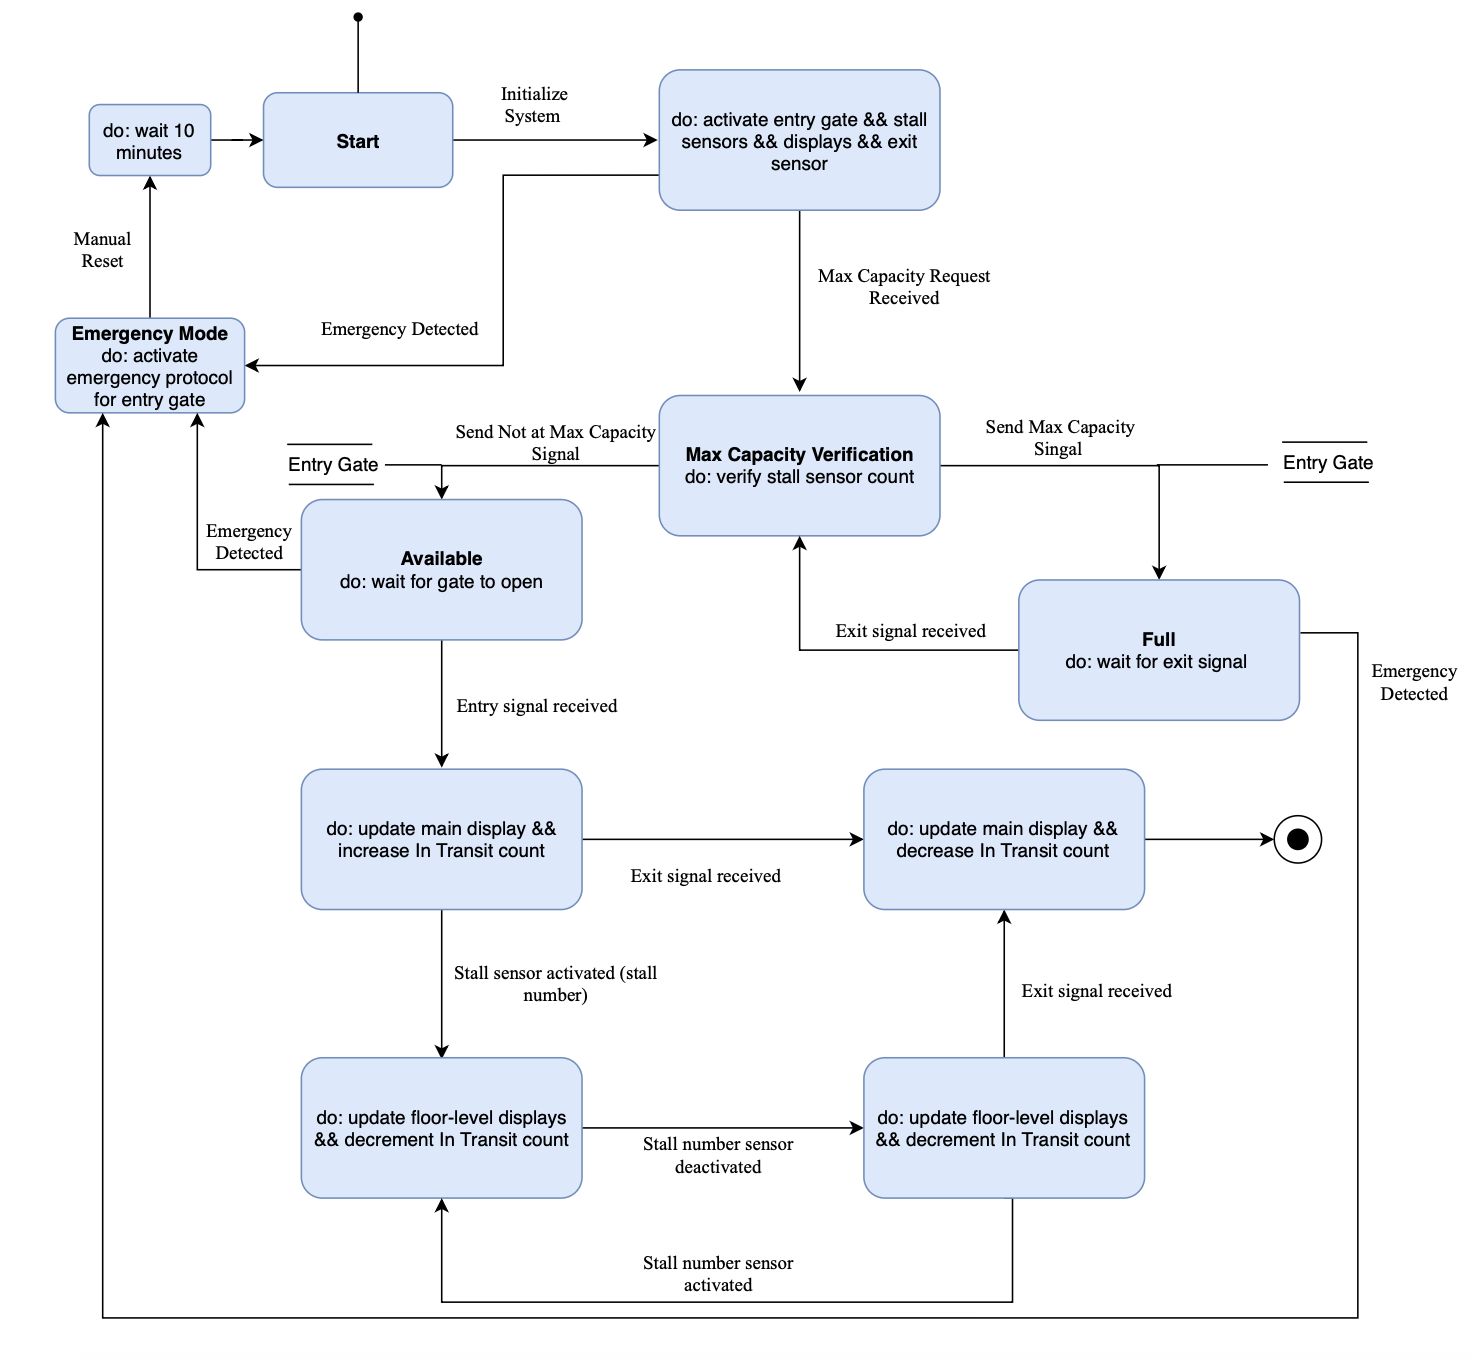 Initialize
System
do: wait 10
minutes
Start
do: activate entry gate && stall
sensors && displays && exit
sensor
Manual
Reset
Max Capacity Request
Received
Emergency Detected
Emergency Mode
do: activate
emergency protocol
for entry gate
Send Not at Max Capacity
Signal
Entry Gate
Max Capacity Verification
do: verify stall sensor count
Send Max Capacity
Singal
Entry Gate
Emergency
Detected
Available
do: wait for gate to open
Exit signal received
Full
do: wait for exit signal
Emergency
Detected
Entry signal received
do: update main display &&
increase In Transit count
Exit signal received
do: update main display &&
decrease In Transit count
Stall sensor activated (stall
number)
Exit signal received
do: update floor-level displays
&& decrement In Transit count
Stall number sensor
deactivated
do: update floor-level displays
&& decrement In Transit count
Stall number sensor
activated